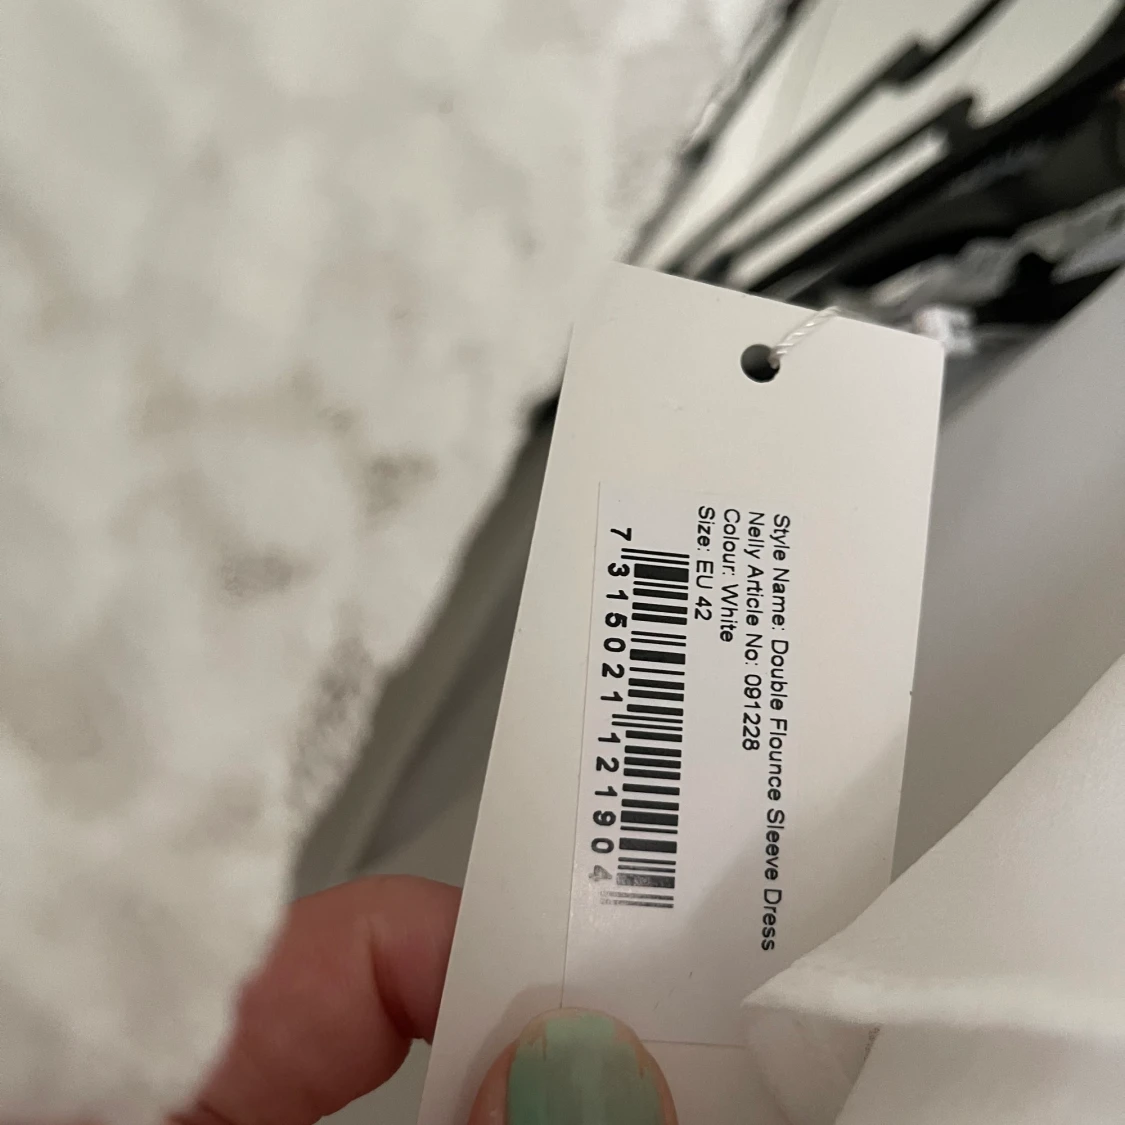 Style Name: Double Flounce Sleeve Dress
Nelly Article No: 091228
Colour: White
Size: EU 42
7 315021 121904